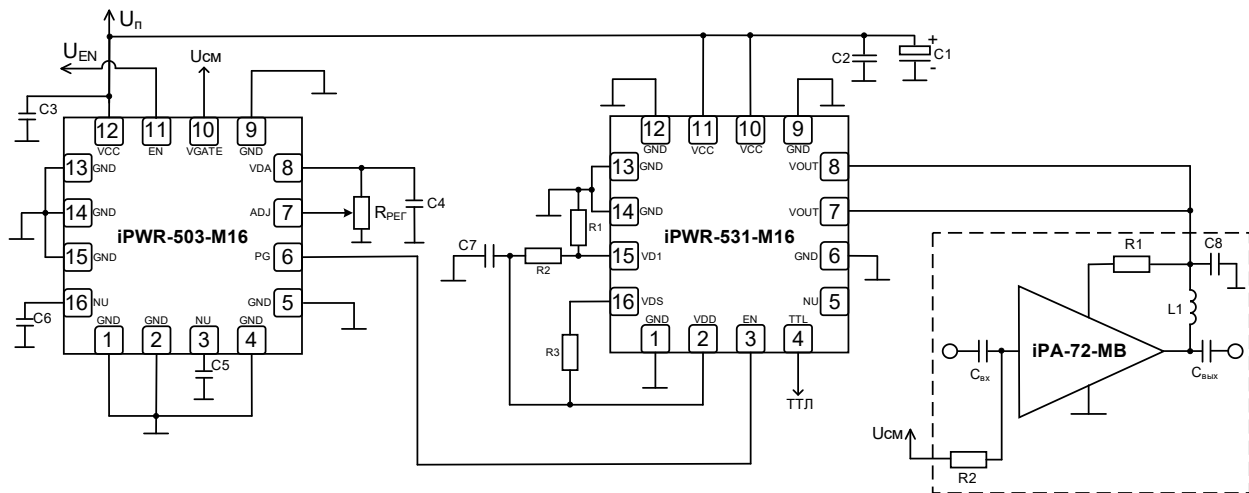 Uп
U_EN
Uсм
C2
+
C1
-
C3
12
11
10
9
VCC
EN
VGATE
GND
13
GND
14
GND
15
GND
16
NU
iPWR-503-M16
VDA
8
ADJ
7
PG
6
GND
5
C6
GND
GND
NU
GND
1
2
3
4
C5
RРЕГ
C4
12
11
10
9
GND
VCC
VCC
GND
13
GND
14
GND
15
VD1
16
VDS
iPWR-531-M16
VOUT
8
VOUT
7
GND
6
NU
5
R1
C7
R2
R3
GND
VDD
EN
TTL
1
2
3
4
ТТЛ
R1
C8
L1
iPA-72-MB
Cвх
Cвых
Uсм
R2